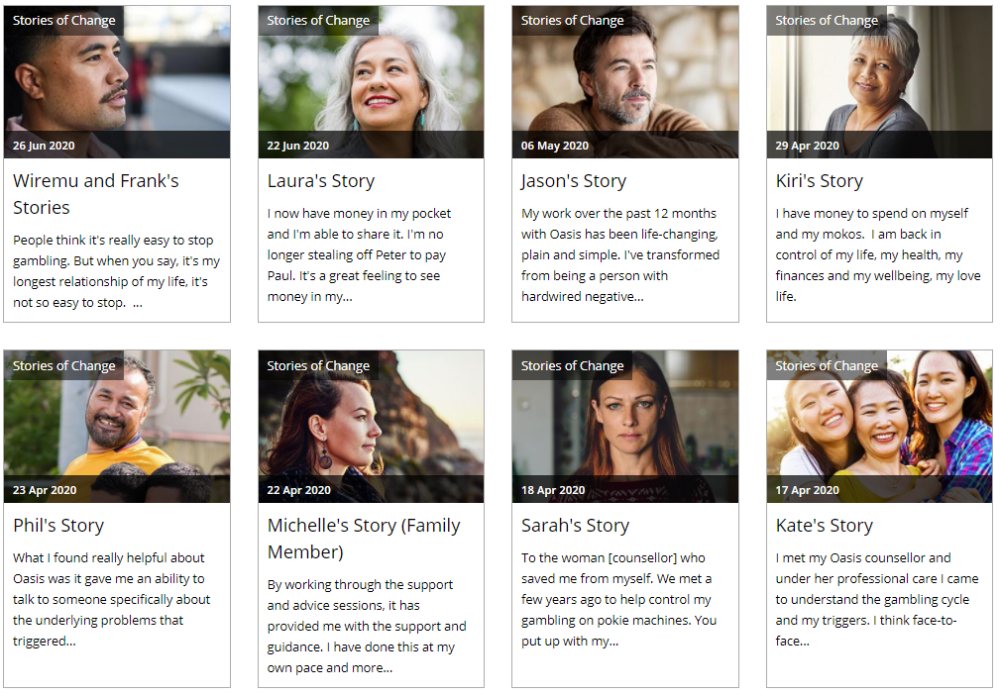 Stories of Change
26 Jun 2020
Wiremu and Frank's
Stories
People think it's really easy to stop
gambling. But when you say, it's my
longest relationship of my life, it's
not so easy to stop.  ...
Stories of Change
22 Jun 2020
Laura's Story
I now have money in my pocket
and I'm able to share it. I'm no
longer stealing off Peter to pay
Paul. It's a great feeling to see
money in my...
Stories of Change
06 May 2020
Jason's Story
My work over the past 12 months
with Oasis has been life-changing,
plain and simple. I've transformed
from being a person with
hardwired negative...
Stories of Change
29 Apr 2020
Kiri's Story
I have money to spend on myself
and my mokos.  I am back in
control of my life, my health, my
finances and my wellbeing, my love
life.
Stories of Change
23 Apr 2020
Phil's Story
What I found really helpful about
Oasis was it gave me an ability to
talk to someone specifically about
the underlying problems that
triggered...
Stories of Change
22 Apr 2020
Michelle's Story (Family
Member)
By working through the support
and advice sessions, it has
provided me with the support and
guidance. I have done this at my
own pace and more...
Stories of Change
18 Apr 2020
Sarah's Story
To the woman [counsellor] who
saved me from myself. We met a
few years ago to help control my
gambling on pokie machines. You
put up with my...
Stories of Change
17 Apr 2020
Kate's Story
I met my Oasis counsellor and
under her professional care I came
to understand the gambling cycle
and my triggers. I think face-to-
face...